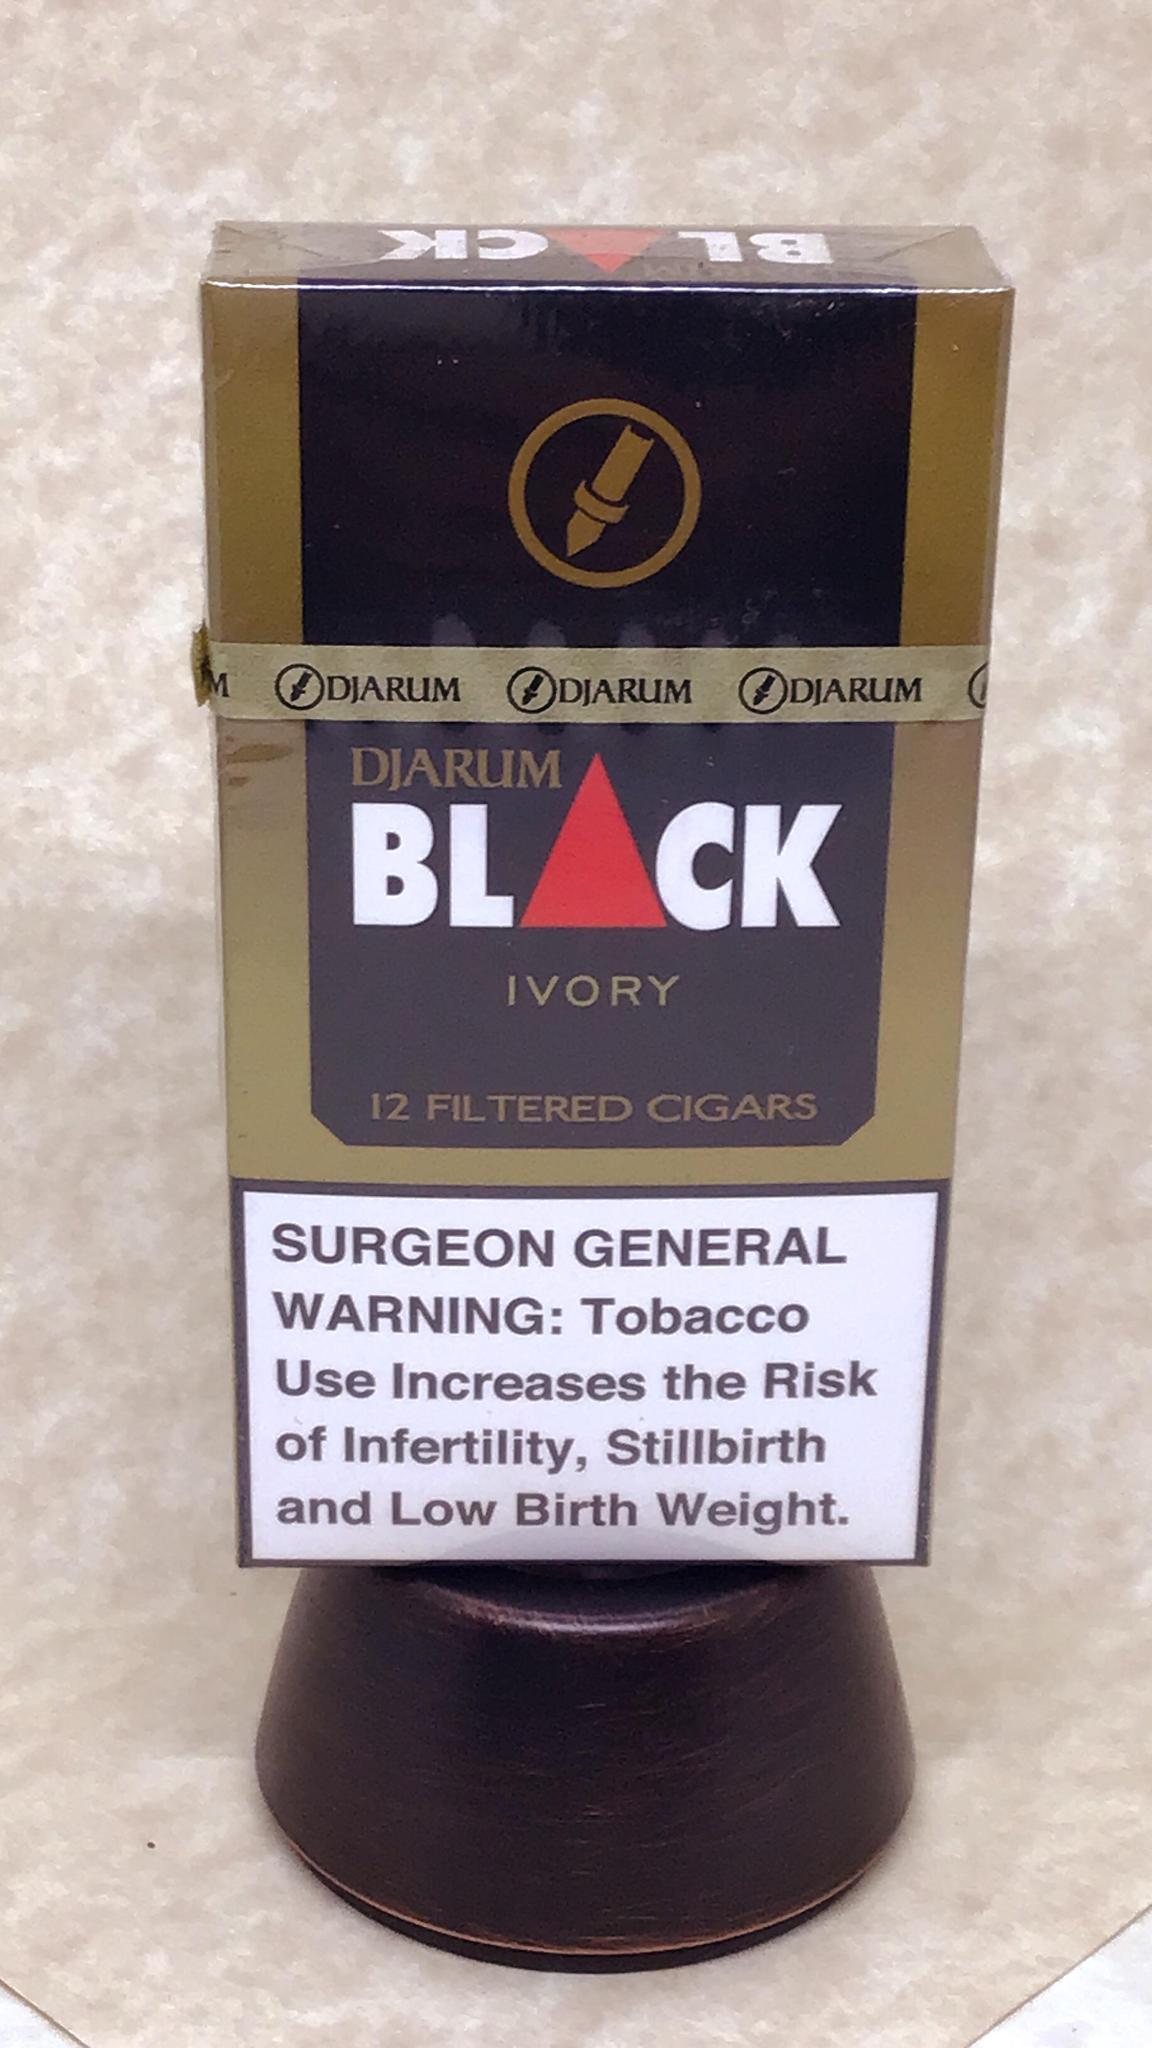 BLACK
M DJARUM DJARUM DJARUM
DJARUM
BLACK
IVORY
12 FILTERED CIGARS
SURGEON GENERAL
WARNING: Tobacco
Use Increases the Risk
of Infertility, Stillbirth
and Low Birth Weight.